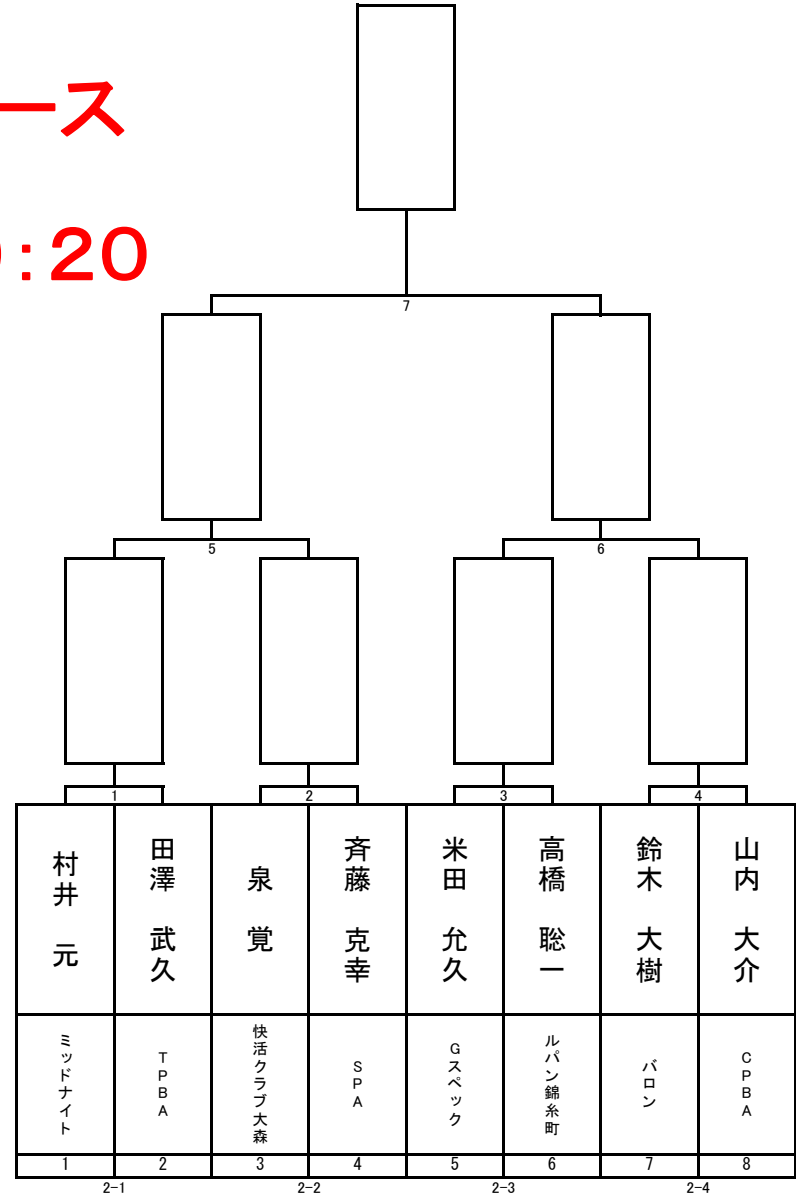 ース
:20
7
5
6
1
2
3
4
村井 元
田澤 武久
泉 覚
斉藤 克幸
米田 允久
高橋 聡一
鈴木 大樹
山内 大介
ミッドナイト
TPBA
快活クラブ大森
SPA
Gスペック
ルパン錦糸町
バロン
CPBA
1
2
3
4
5
6
7
8
2-1
2-2
2-3
2-4